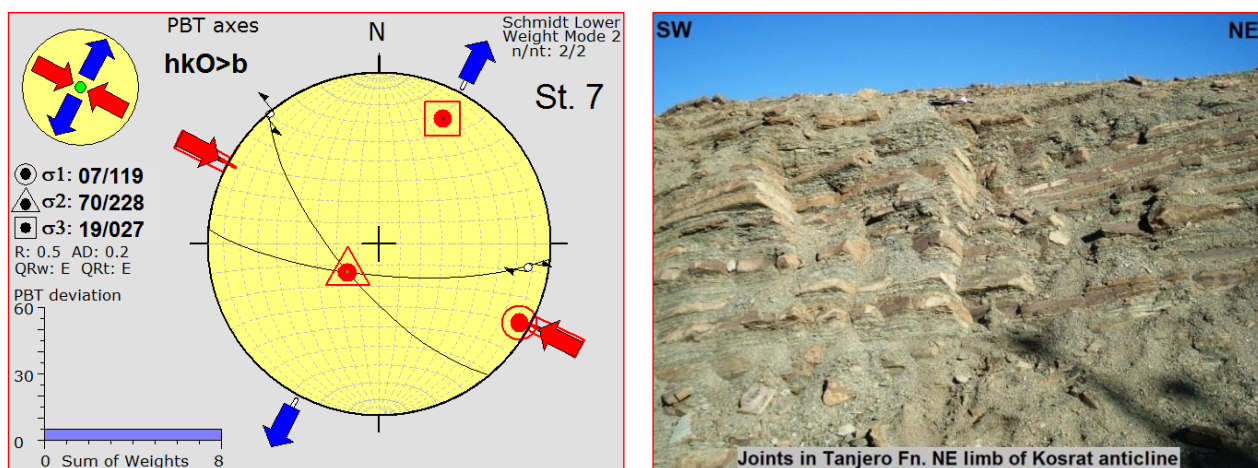 PBT axes
hkO>b
N
Schmidt Lower
Weight Mode 2
n/nt: 2/2
St. 7
σ1: 07/119
σ2: 70/228
σ3: 19/027
R: 0.5 AD: 0.2
QRw: E QRt: E
PBT deviation
60
30
0
0 Sum of Weights 8
SW
NE
Joints in Tanjero Fn. NE limb of Kosrat anticline